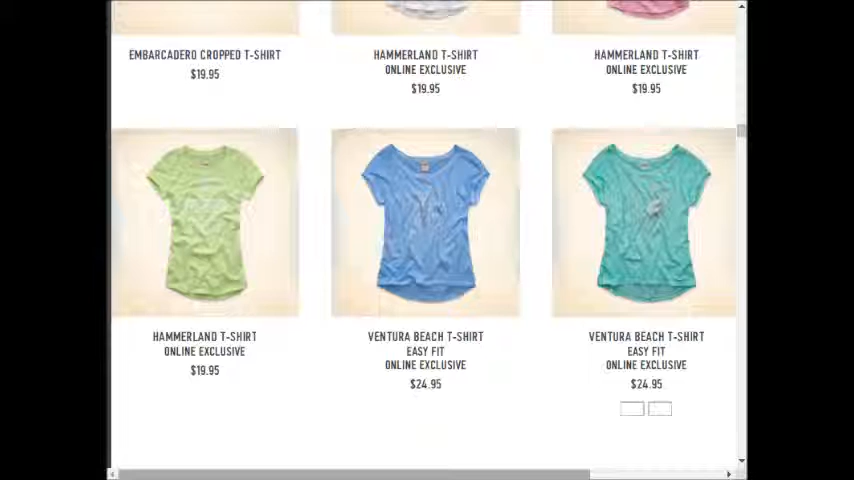 EMBARCADERO CROPPED T-SHIRT
$19.95
HAMMERLAND T-SHIRT
ONLINE EXCLUSIVE
$19.95
HAMMERLAND T-SHIRT
ONLINE EXCLUSIVE
$19.95
HAMMERLAND T-SHIRT
ONLINE EXCLUSIVE
$19.95
VENTURA BEACH T-SHIRT
EASY FIT
ONLINE EXCLUSIVE
$24.95
VENTURA BEACH T-SHIRT
EASY FIT
ONLINE EXCLUSIVE
$24.95